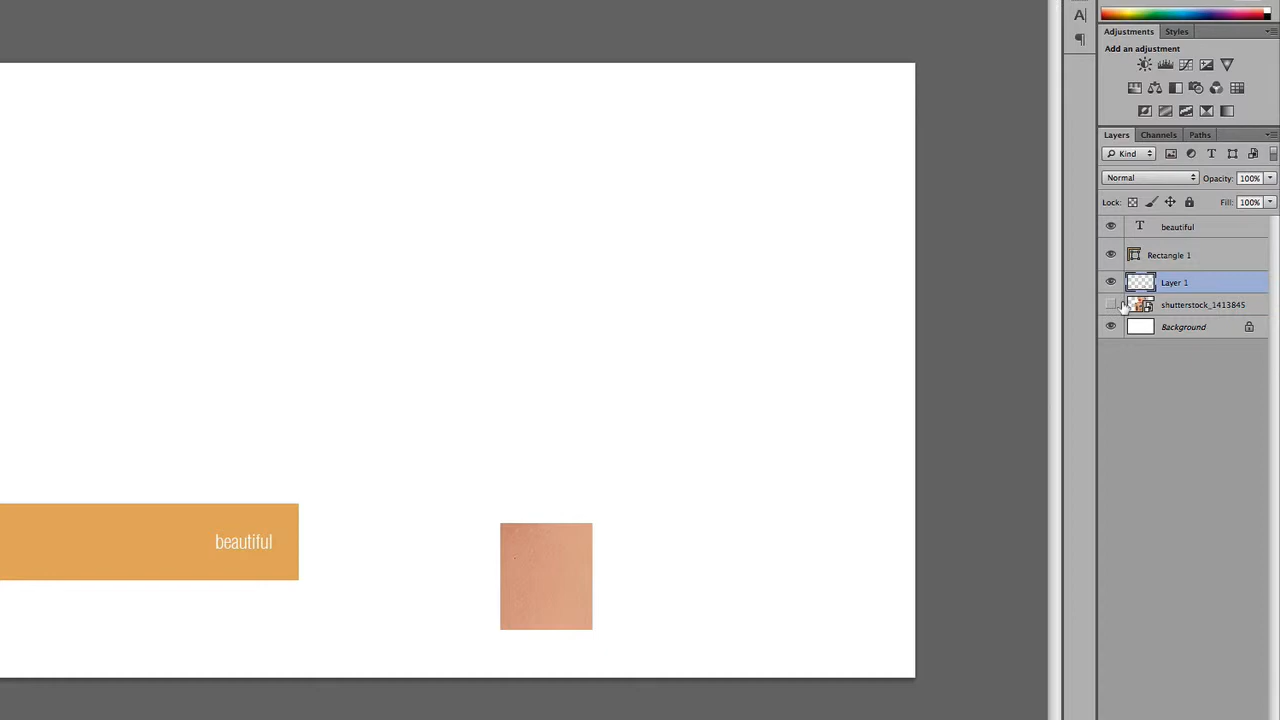 A|
¶
Adjustments Styles
Add an adjustment
Layers Channels Paths
Kind
Normal Opacity: 100%
Lock: Fill: 100%
T beautiful
Rectangle 1
Layer 1
shutterstock_1413845
Background
beautiful